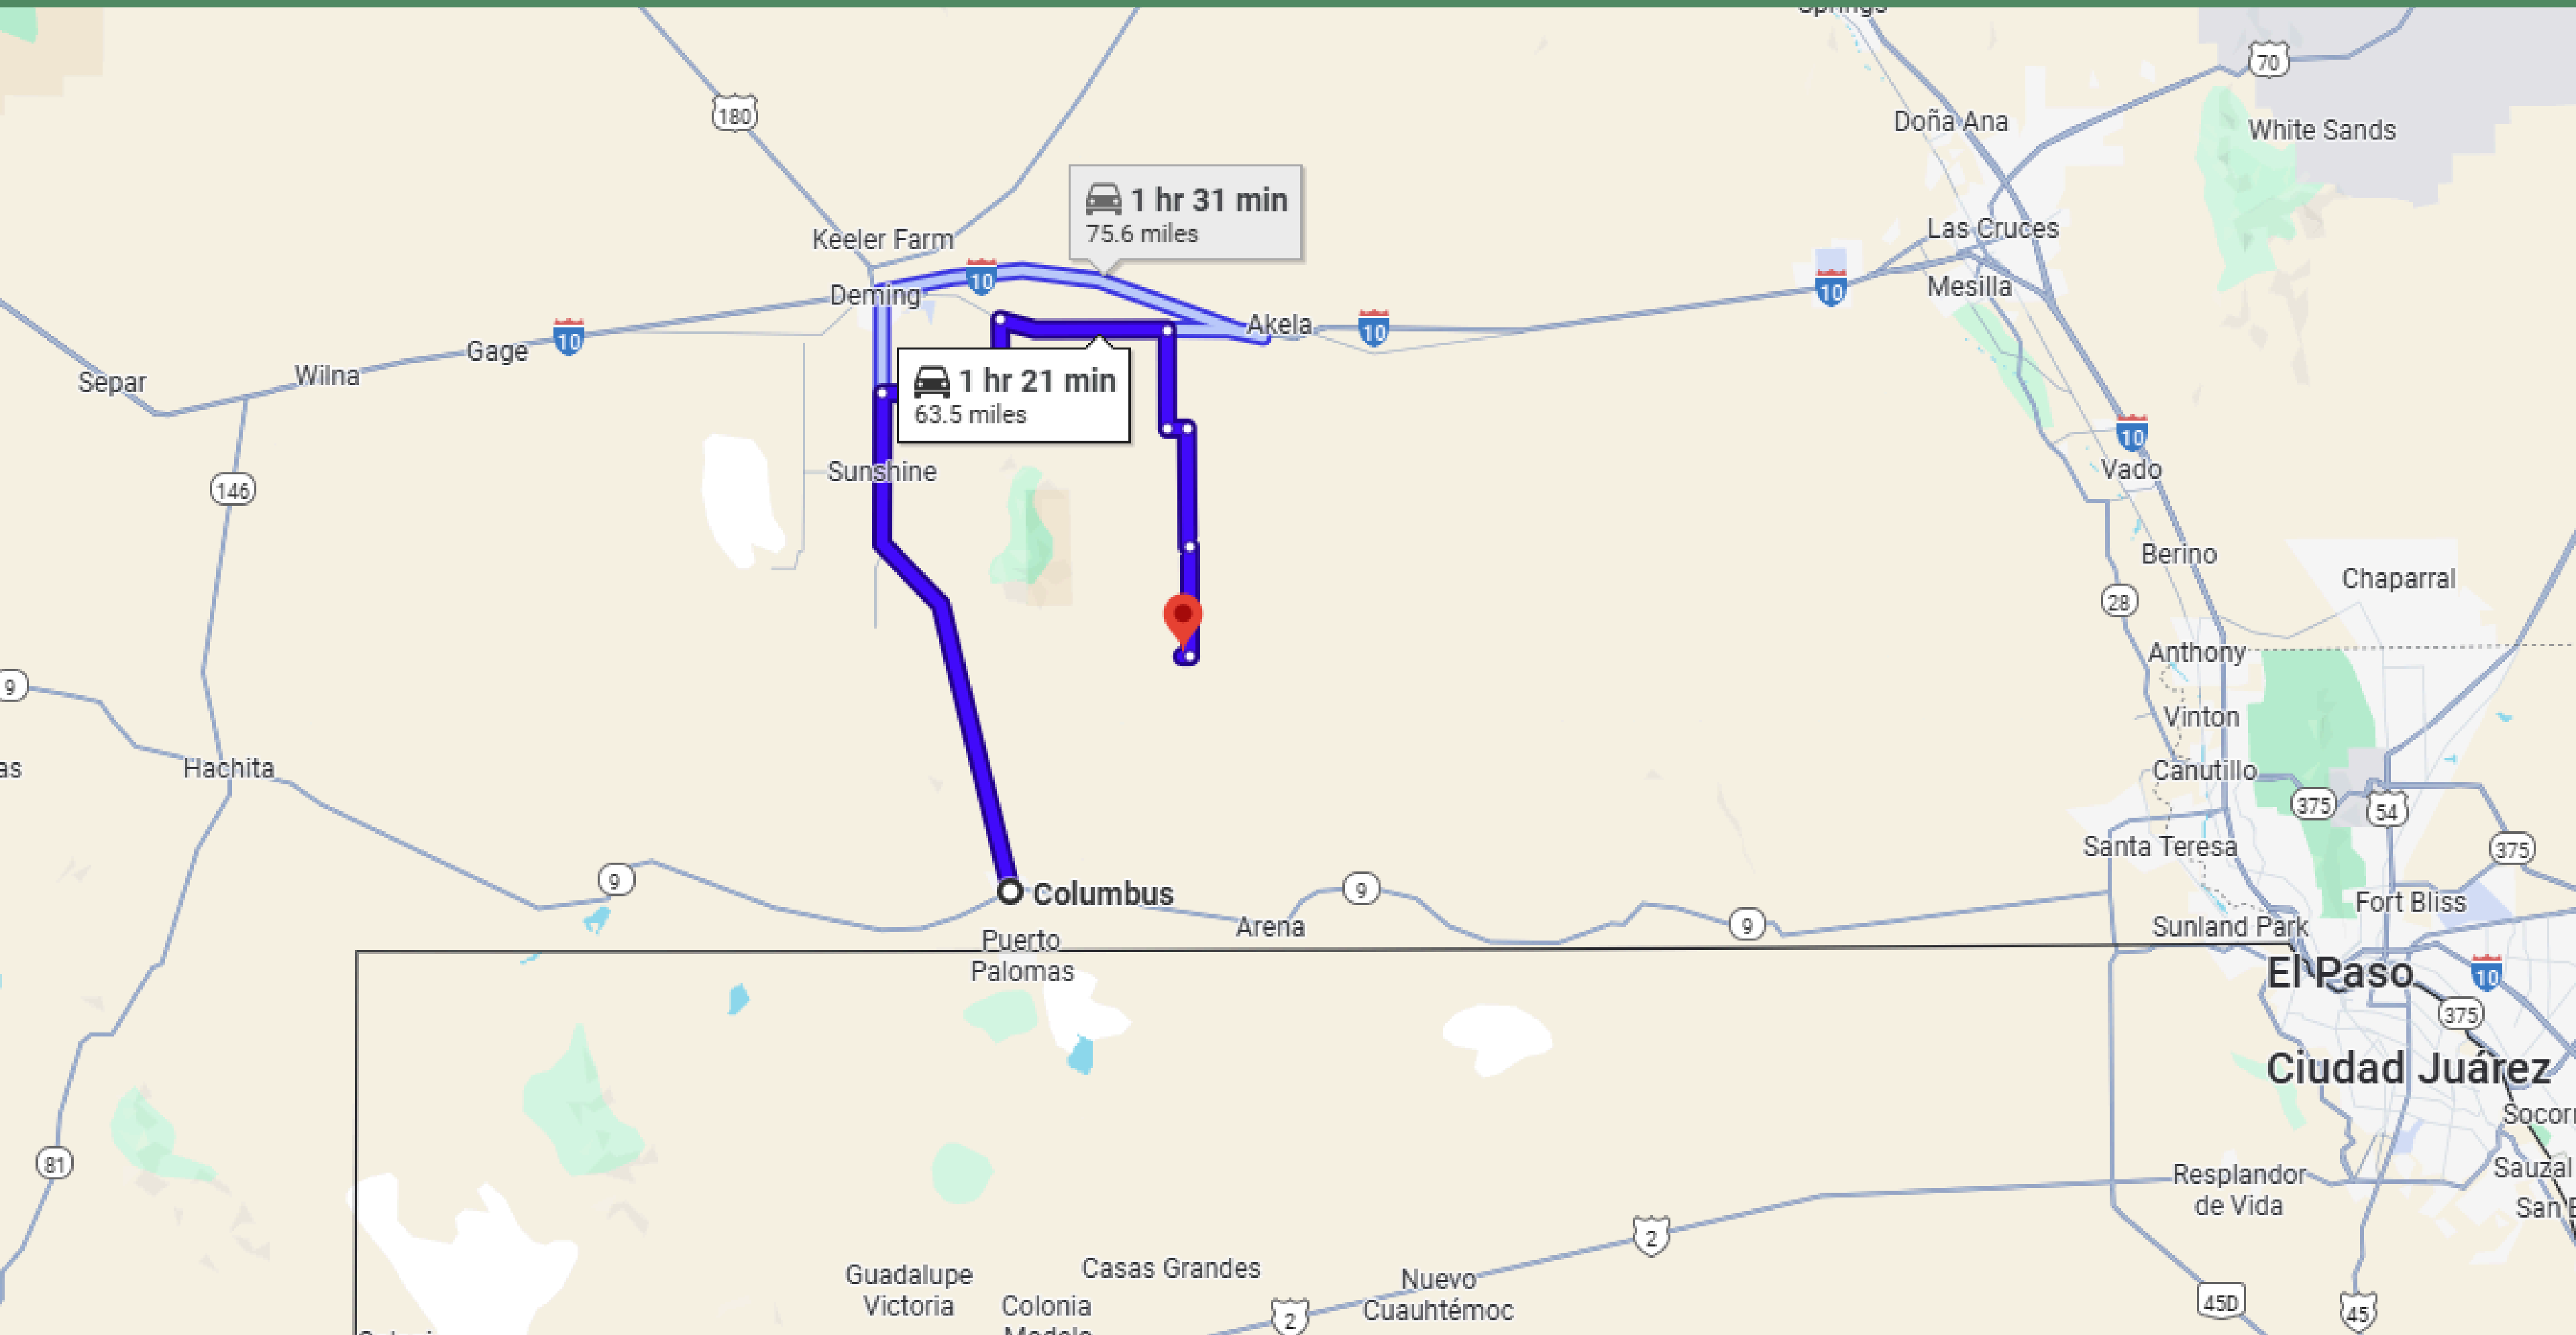 Springs
70
180
Doña Ana
White Sands
1 hr 31 min
75.6 miles
Keeler Farm
Las Cruces
10
Deming
10
Mesilla
Akela
10
10
Gage
Separ
Wilna
1 hr 21 min
63.5 miles
10
Sunshine
Vado
146
Berino
Chaparral
28
Anthony
9
Vinton
Hachita
Canutillo
375
54
Santa Teresa
375
9
Columbus
9
Fort Bliss
Arena
9
Sunland Park
Puerto
Palomas
El Paso
10
375
Ciudad Juárez
81
Resplandor
de Vida
Sauzal
2
Guadalupe
Victoria
Casas Grandes
Colonia
Nuevo
Cuauhtémoc
2
45D
45